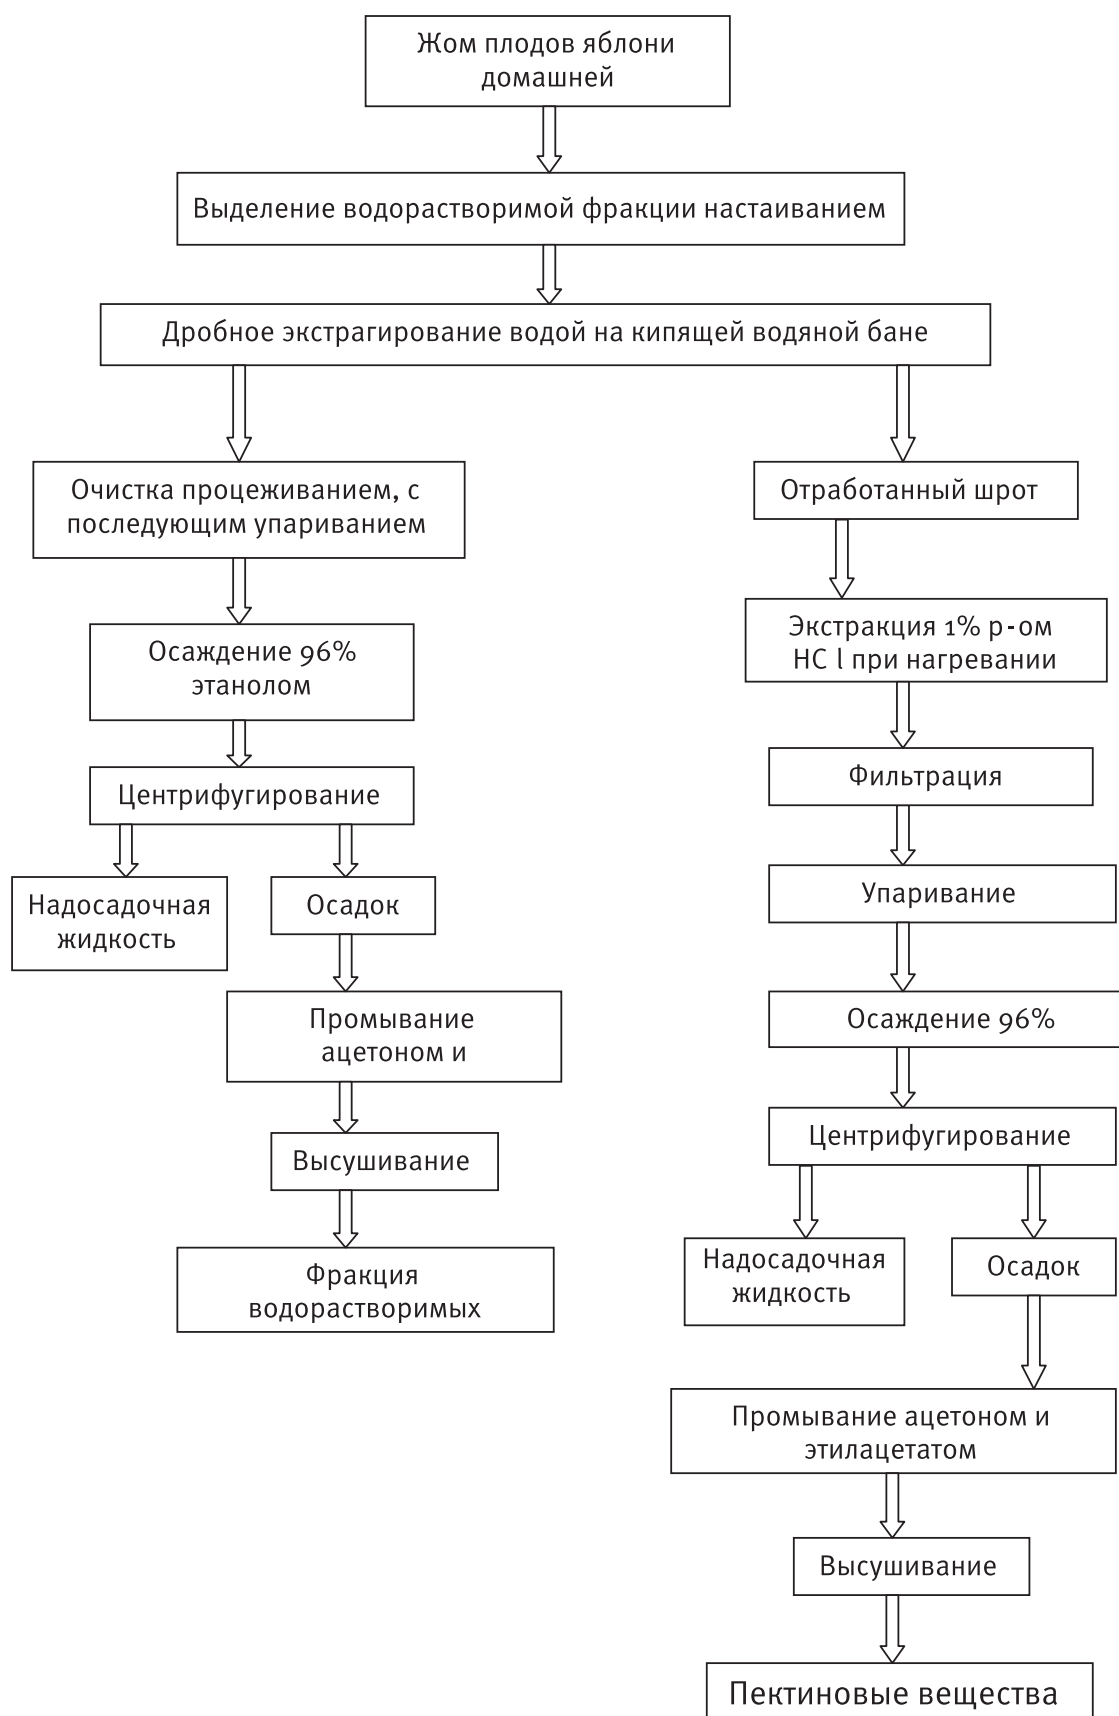 Жом плодов яблони
домашней
Выделение водорастворимой фракции настаиванием
Дробное экстрагирование водой на кипящей водяной бане
Очистка процеживанием, с
последующим упариванием
Осаждение 96%
этанолом
Центрифугирование
Надосадочная
жидкость
Осадок
Промывание
ацетоном и
Высушивание
Фракция
водорастворимых
Отработанный шрот
Экстракция 1% р-ом
HC l при нагревании
Фильтрация
Упаривание
Осаждение 96%
Центрифугирование
Надосадочная
жидкость
Осадок
Промывание ацетоном и
этилацетатом
Высушивание
Пектиновые вещества